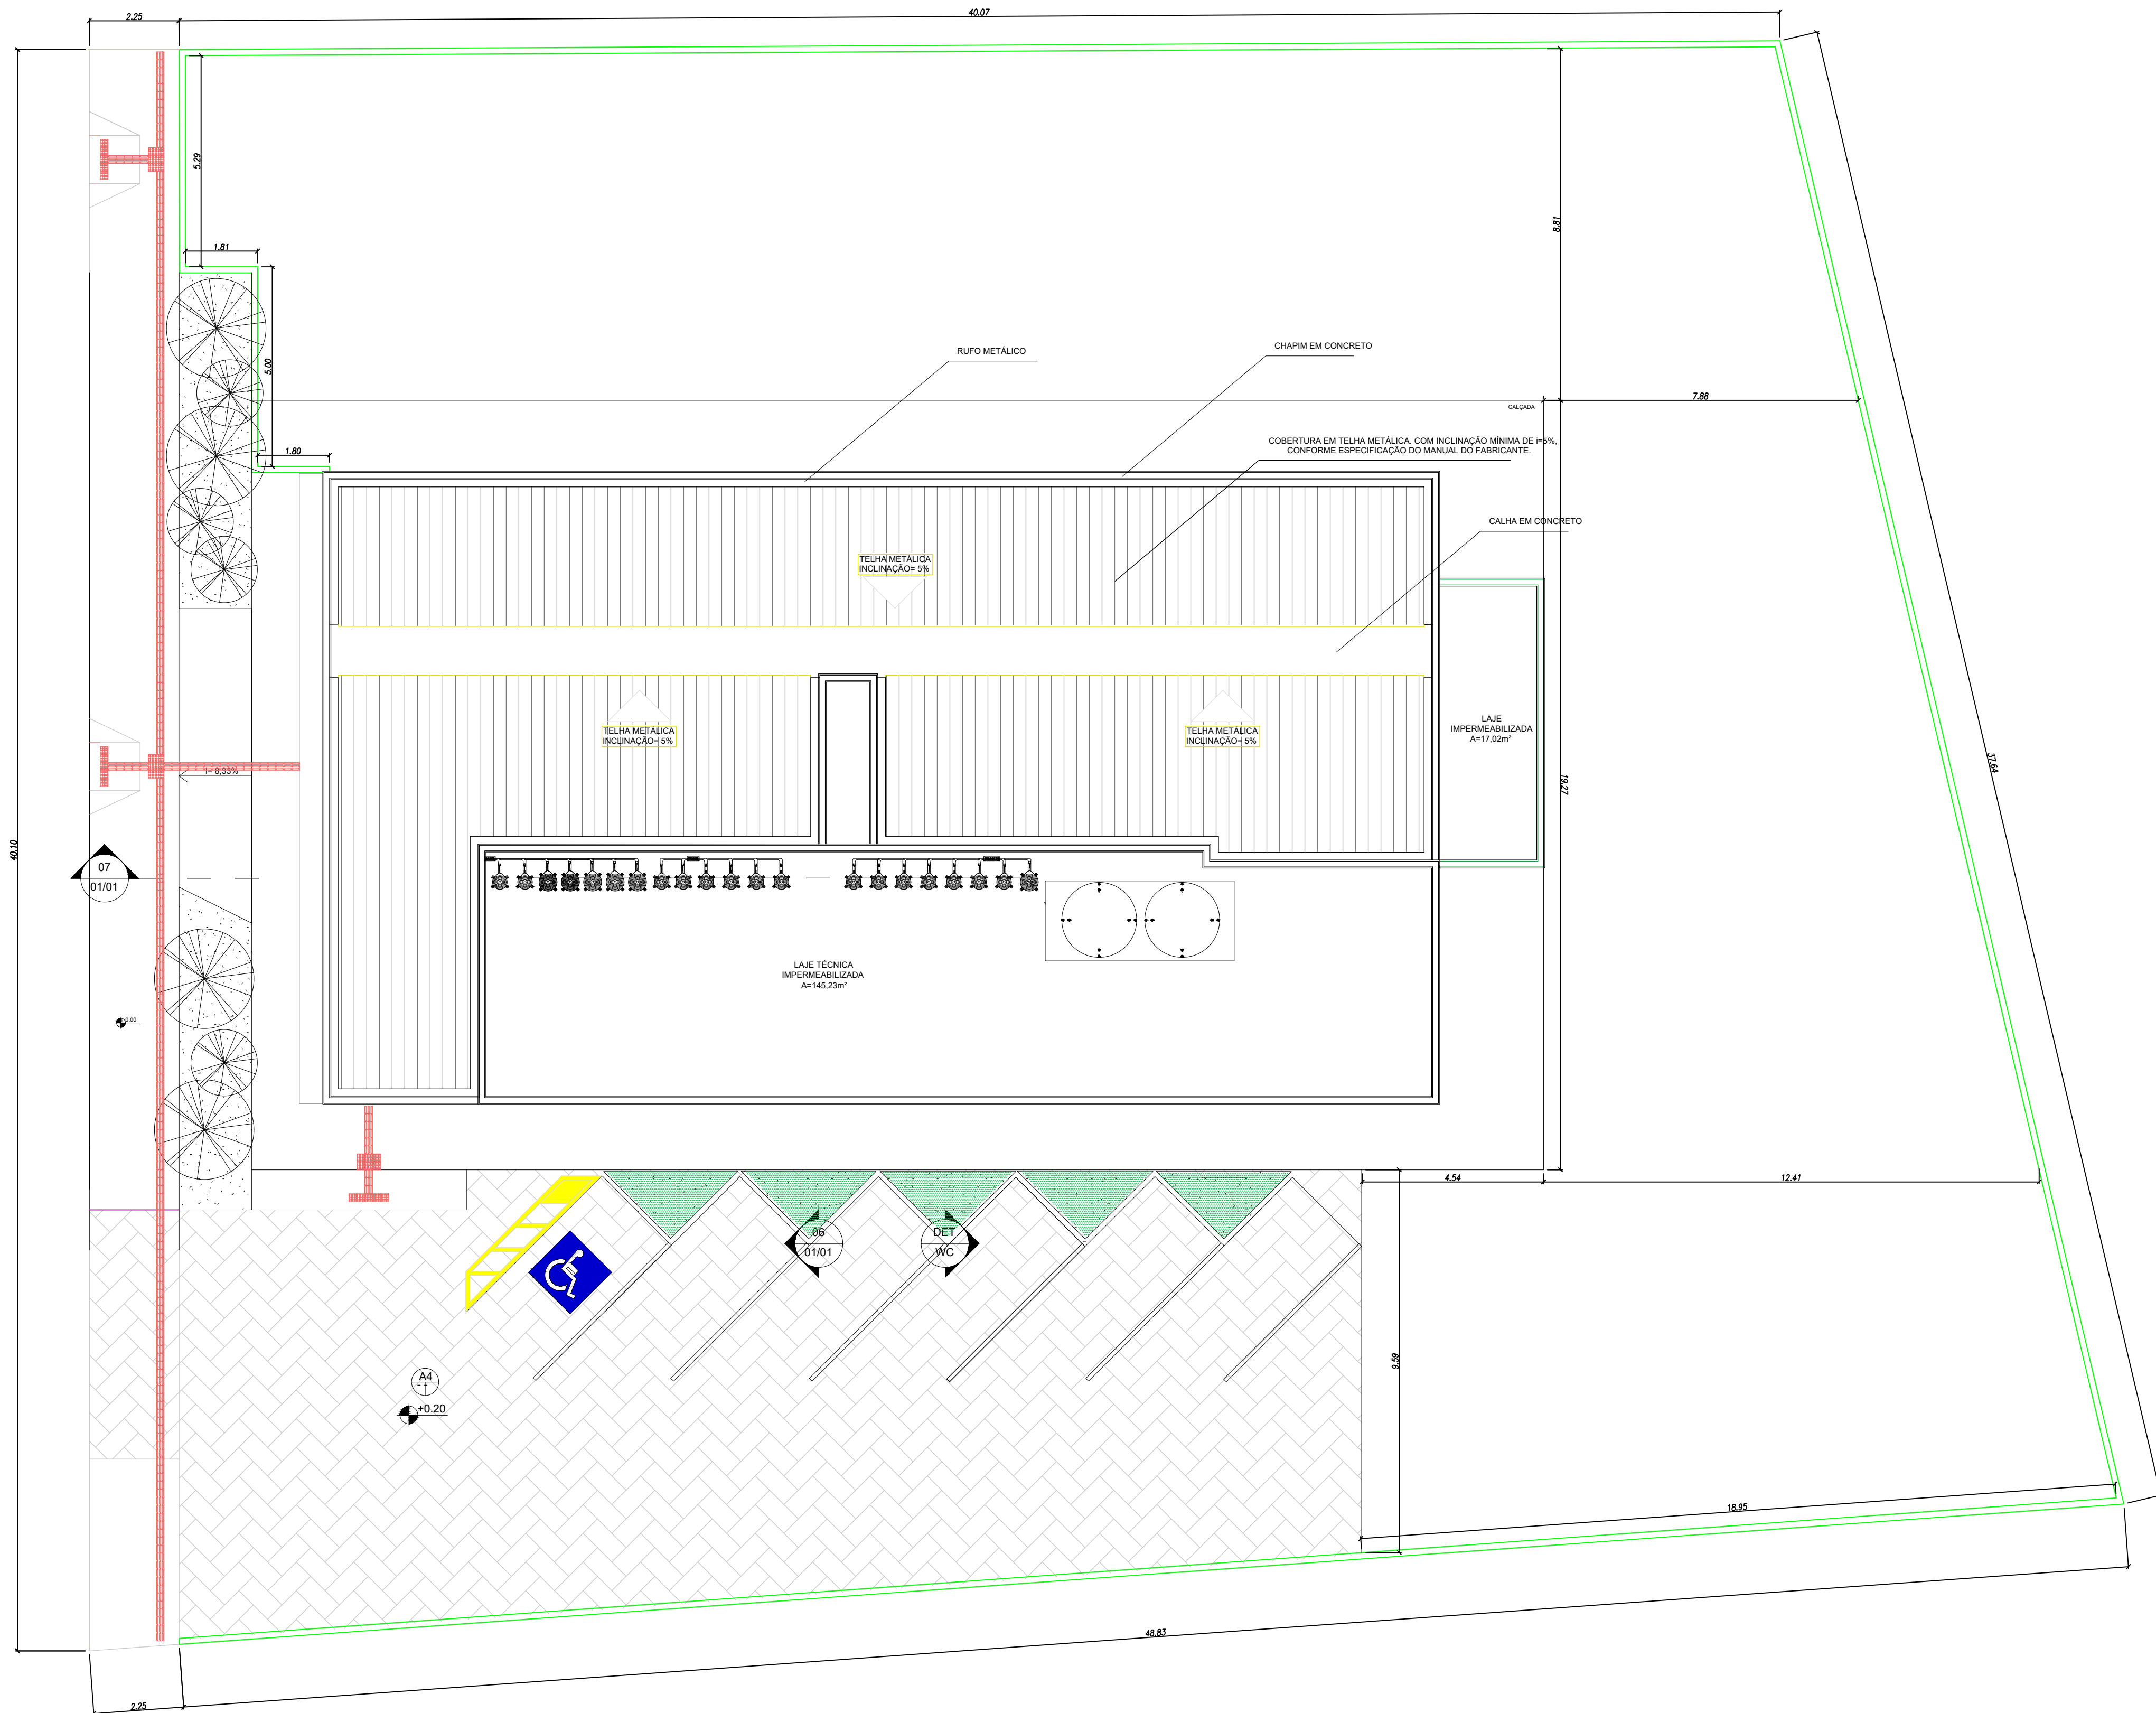 2.25
40.07
5.29
8.81
1.81
RUFO METÁLICO
CHAPIM EM CONCRETO
5.00
7.88
CALÇADA
COBERTURA EM TELHA METÁLICA. COM INCLINAÇÃO MÍNIMA DE i=5%,
CONFORME ESPECIFICAÇÃO DO MANUAL DO FABRICANTE.
1.80
CALHA EM CONCRETO
TELHA METÁLICA
INCLINAÇÃO= 5%
TELHA METÁLICA
INCLINAÇÃO= 5%
TELHA METÁLICA
INCLINAÇÃO= 5%
LAJE
IMPERMEABILIZADA
A=17,02m²
37.64
i= 8,33%
19.27
40.10
07
01/01
LAJE TÉCNICA
IMPERMEABILIZADA
A=145,23m²
0.00
4.54
12.41
06
01/01
DET
WC
9.59
A4
+0.20
18.95
48.83
2.25